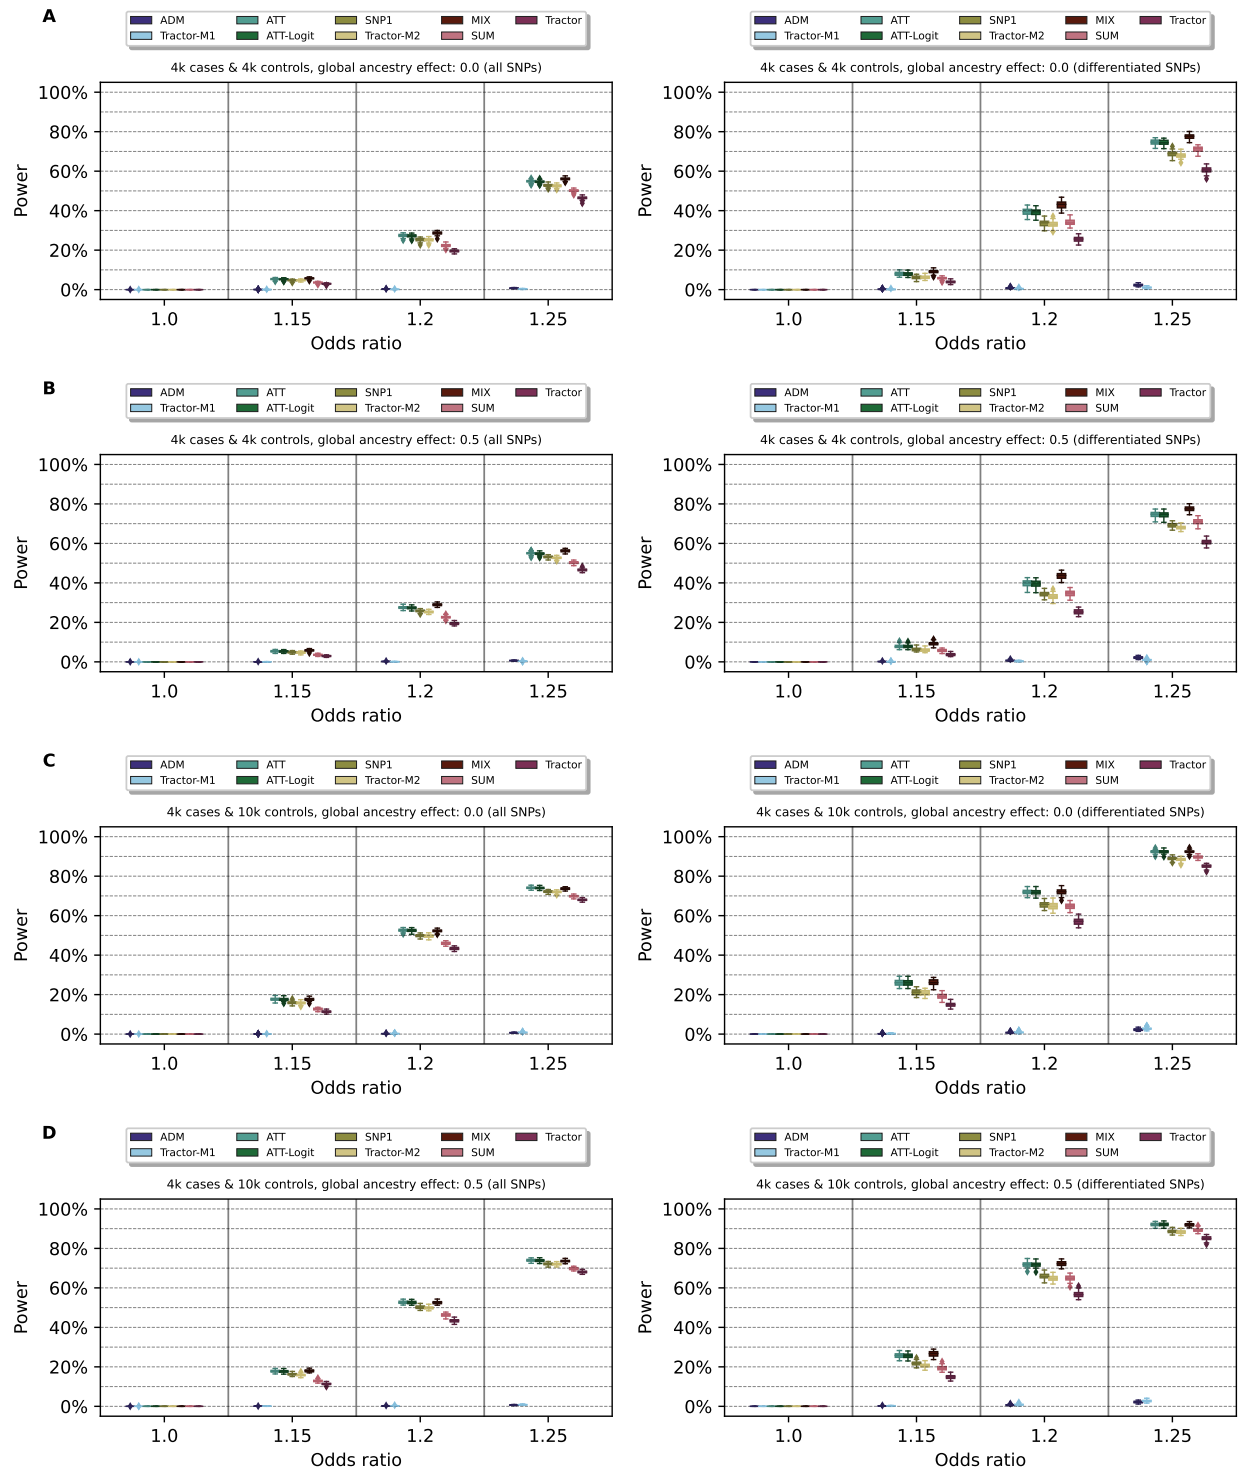 A
ADM ATT SNP1 MIX Tractor
Tractor-M1 ATT-Logit Tractor-M2 SUM
4k cases & 4k controls, global ancestry effect: 0.0 (all SNPs)
100%
80%
60%
40%
20%
0%
Power
1.0 1.15 1.2 1.25
Odds ratio
ADM ATT SNP1 MIX Tractor
Tractor-M1 ATT-Logit Tractor-M2 SUM
4k cases & 4k controls, global ancestry effect: 0.0 (differentiated SNPs)
100%
80%
60%
40%
20%
0%
Power
1.0 1.15 1.2 1.25
Odds ratio
B
ADM ATT SNP1 MIX Tractor
Tractor-M1 ATT-Logit Tractor-M2 SUM
4k cases & 4k controls, global ancestry effect: 0.5 (all SNPs)
100%
80%
60%
40%
20%
0%
Power
1.0 1.15 1.2 1.25
Odds ratio
ADM ATT SNP1 MIX Tractor
Tractor-M1 ATT-Logit Tractor-M2 SUM
4k cases & 4k controls, global ancestry effect: 0.5 (differentiated SNPs)
100%
80%
60%
40%
20%
0%
Power
1.0 1.15 1.2 1.25
Odds ratio
C
ADM ATT SNP1 MIX Tractor
Tractor-M1 ATT-Logit Tractor-M2 SUM
4k cases & 10k controls, global ancestry effect: 0.0 (all SNPs)
100%
80%
60%
40%
20%
0%
Power
1.0 1.15 1.2 1.25
Odds ratio
ADM ATT SNP1 MIX Tractor
Tractor-M1 ATT-Logit Tractor-M2 SUM
4k cases & 10k controls, global ancestry effect: 0.0 (differentiated SNPs)
100%
80%
60%
40%
20%
0%
Power
1.0 1.15 1.2 1.25
Odds ratio
D
ADM ATT SNP1 MIX Tractor
Tractor-M1 ATT-Logit Tractor-M2 SUM
4k cases & 10k controls, global ancestry effect: 0.5 (all SNPs)
100%
80%
60%
40%
20%
0%
Power
1.0 1.15 1.2 1.25
Odds ratio
ADM ATT SNP1 MIX Tractor
Tractor-M1 ATT-Logit Tractor-M2 SUM
4k cases & 10k controls, global ancestry effect: 0.5 (differentiated SNPs)
100%
80%
60%
40%
20%
0%
Power
1.0 1.15 1.2 1.25
Odds ratio